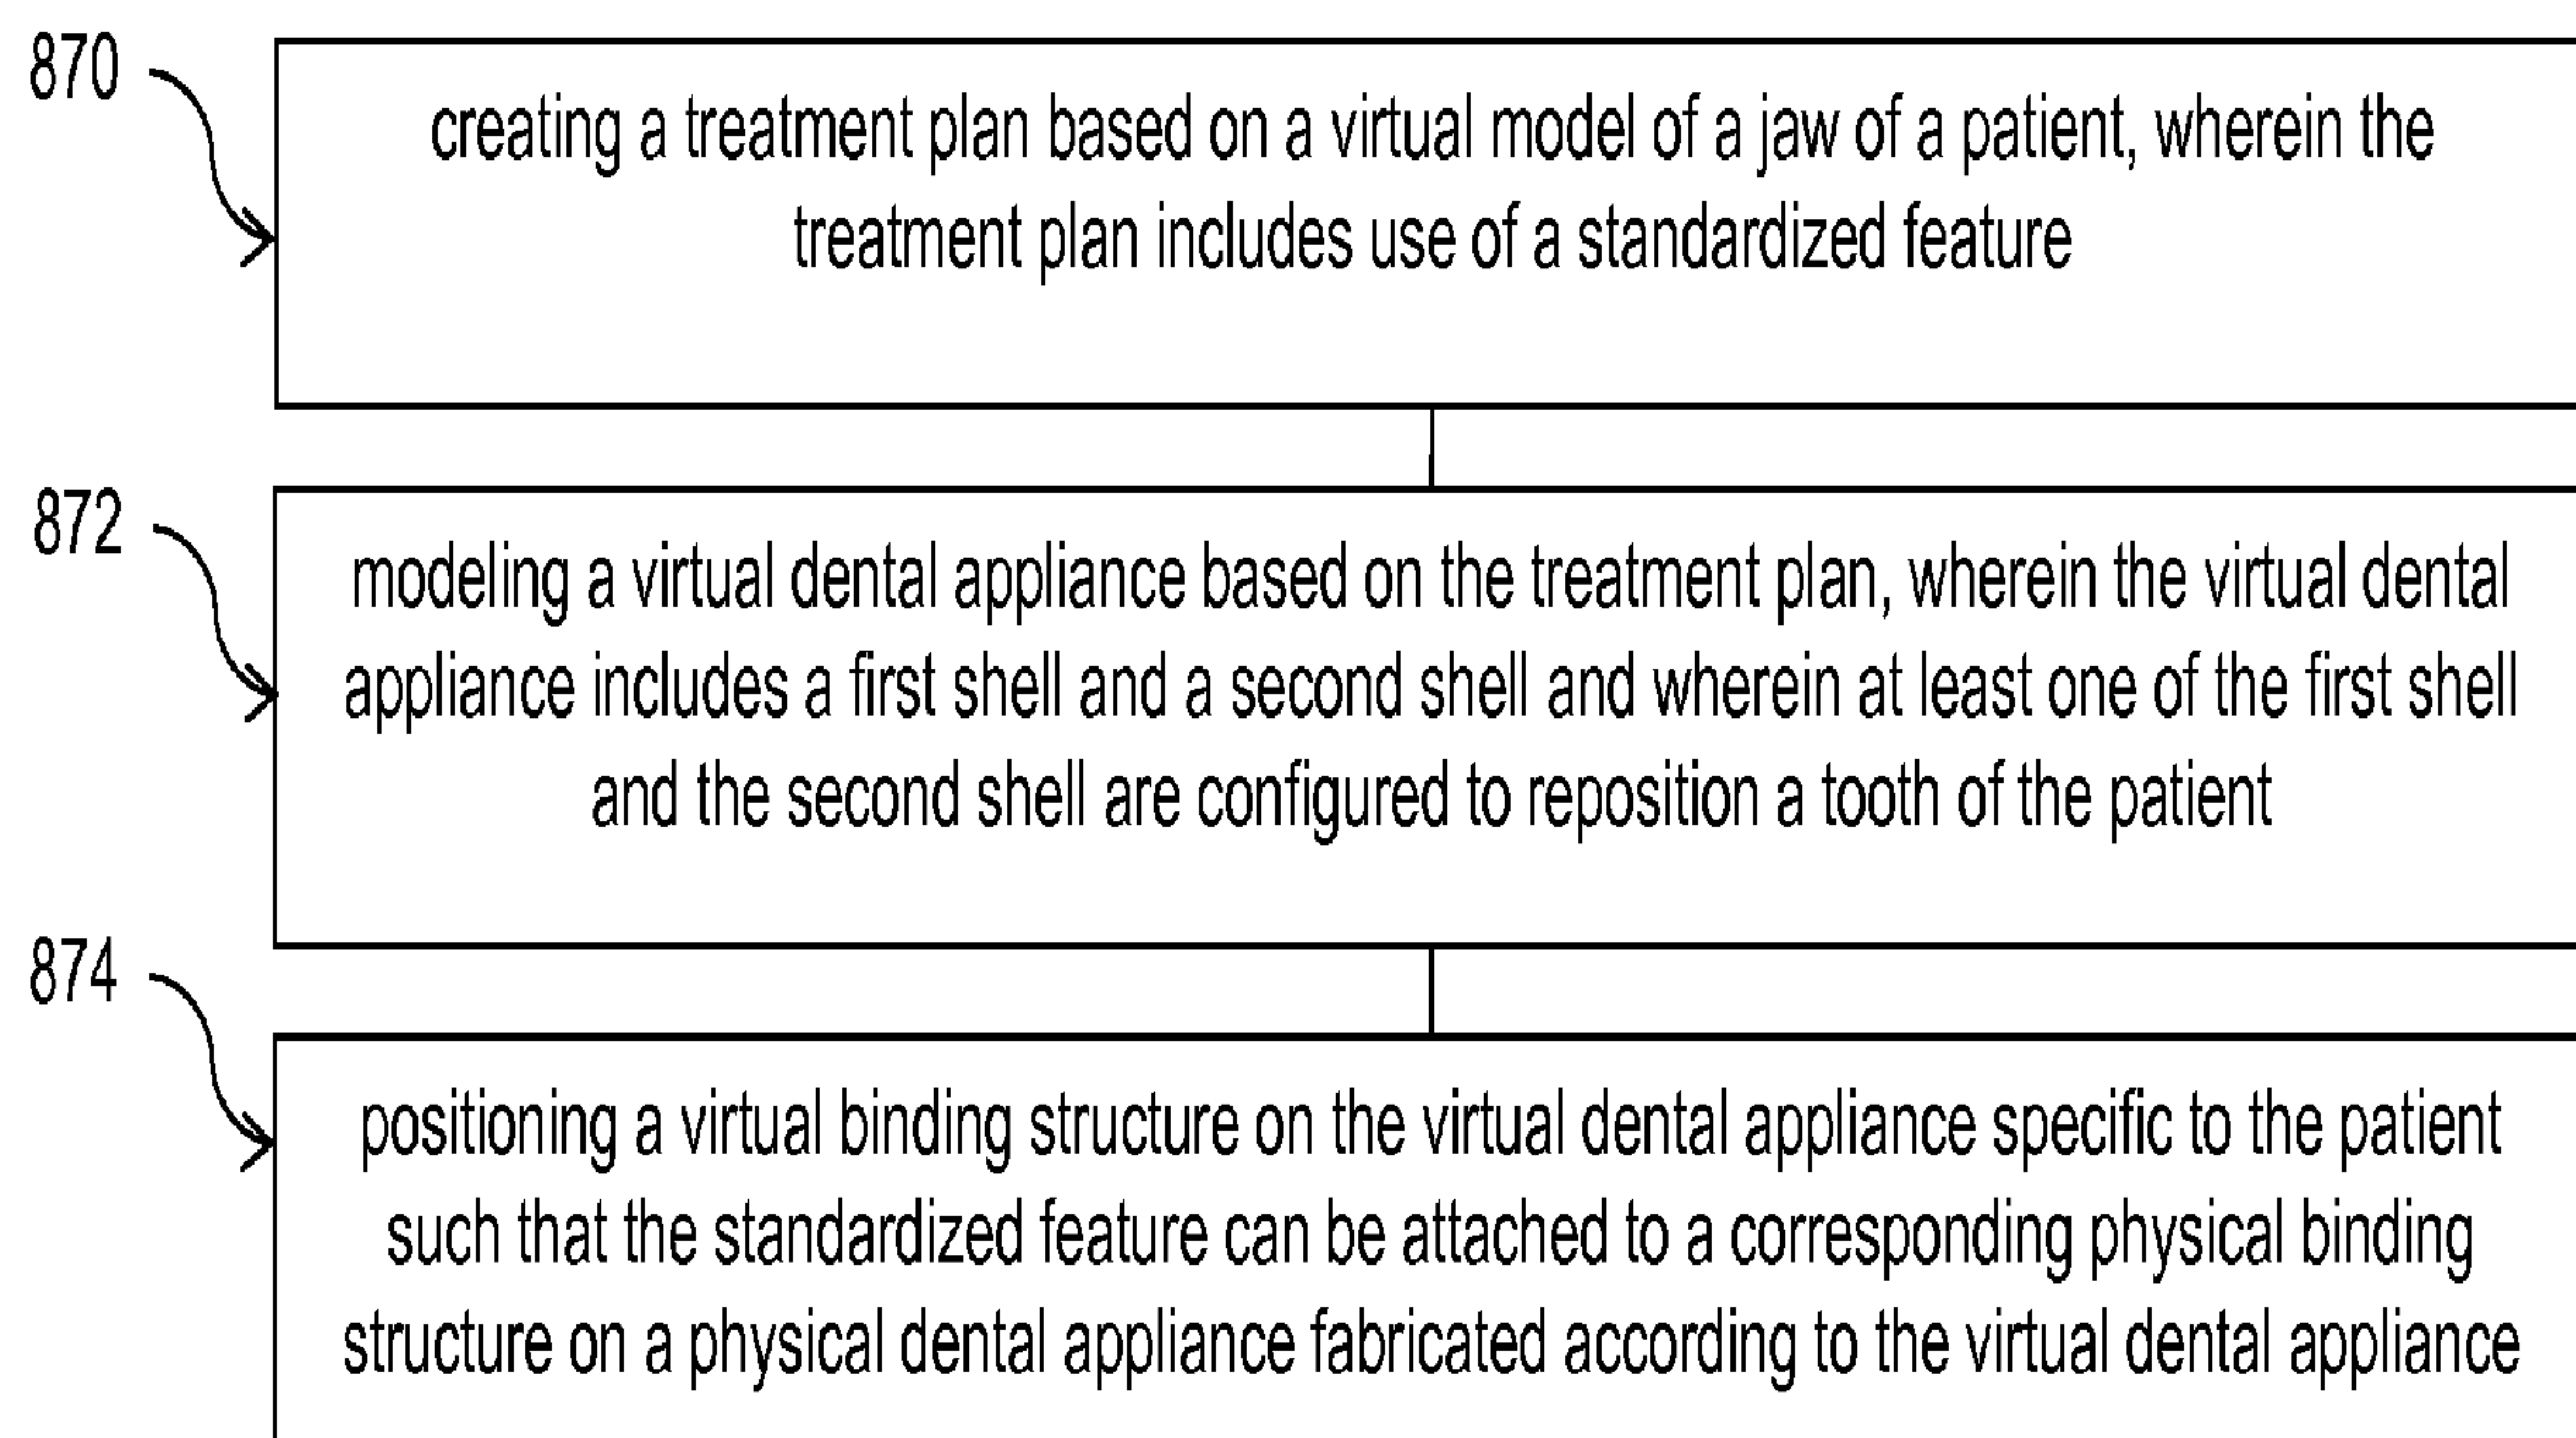 870
creating a treatment plan based on a virtual model of a jaw of a patient, wherein the
treatment plan includes use of a standardized feature
872
modeling a virtual dental appliance based on the treatment plan, wherein the virtual dental
appliance includes a first shell and a second shell and wherein at least one of the first shell
and the second shell are configured to reposition a tooth of the patient
874
positioning a virtual binding structure on the virtual dental appliance specific to the patient
such that the standardized feature can be attached to a corresponding physical binding
structure on a physical dental appliance fabricated according to the virtual dental appliance